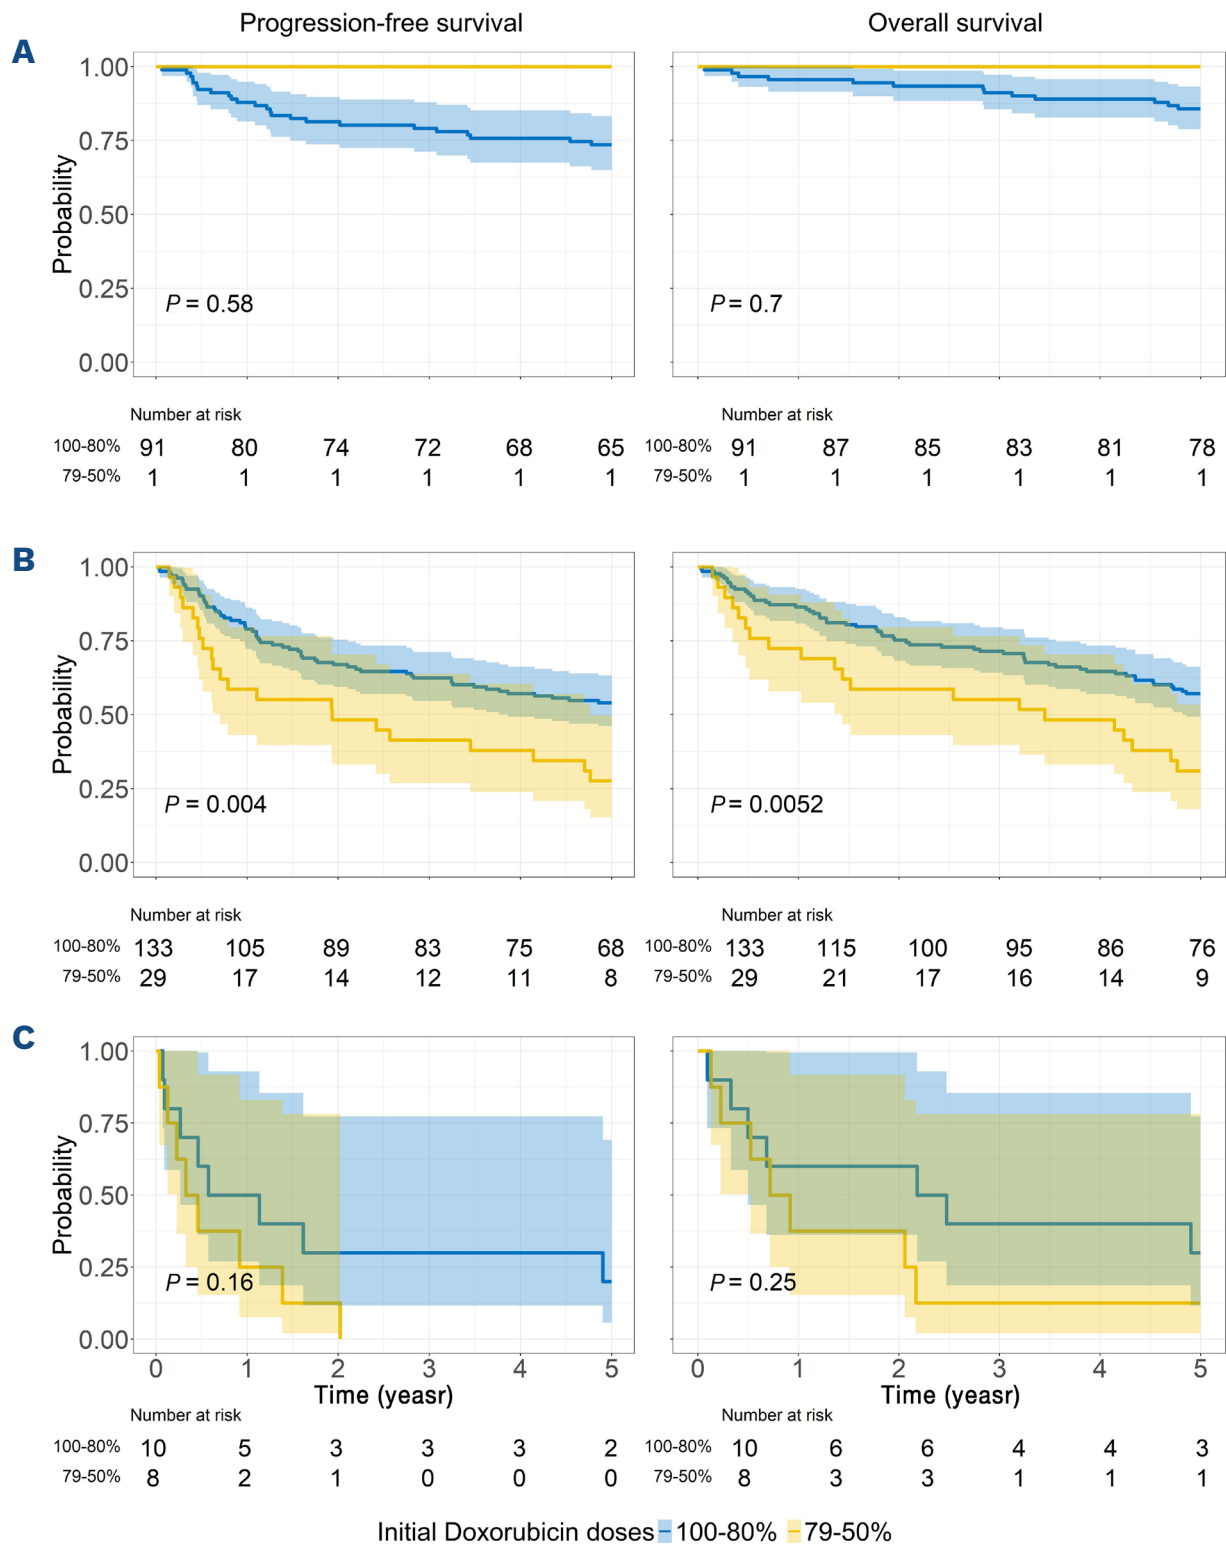 Progression-free survival Overall survival
A
1.00
0.75
0.50
0.25
0.00
Probability
P = 0.58 P = 0.7
Number at risk Number at risk
100-80% 91 80 74 72 68 65 100-80% 91 87 85 83 81 78
79-50% 1 1 1 1 1 1 79-50% 1 1 1 1 1 1
B
1.00
0.75
0.50
0.25
0.00
Probability
P = 0.004 P = 0.0052
Number at risk Number at risk
100-80% 133 105 89 83 75 68 100-80% 133 115 100 95 86 76
79-50% 29 17 14 12 11 8 79-50% 29 21 17 16 14 9
C
1.00
0.75
0.50
0.25
0.00
Probability
P = 0.16 P = 0.25
0 1 2 3 4 5 0 1 2 3 4 5
Time (yeasr) Time (yeasr)
Number at risk Number at risk
100-80% 10 5 3 3 3 2 100-80% 10 6 6 4 4 3
79-50% 8 2 1 0 0 0 79-50% 8 3 3 1 1 1
Initial Doxorubicin doses 100-80% 79-50%